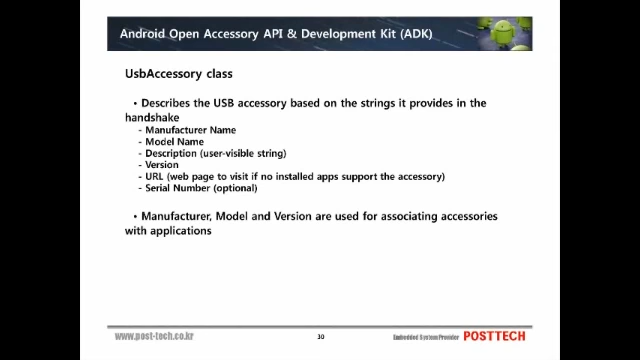 Android Open Accessory API & Development Kit (ADK)
UsbAccessory class
• Describes the USB accessory based on the strings it provides in the
handshake
- Manufacturer Name
- Model Name
- Description (user-visible string)
- Version
- URL (web page to visit if no installed apps support the accessory)
- Serial Number (optional)
• Manufacturer, Model and Version are used for associating accessories
with applications
www.post-tech.co.kr 30 Embedded System Provider POSTTECH